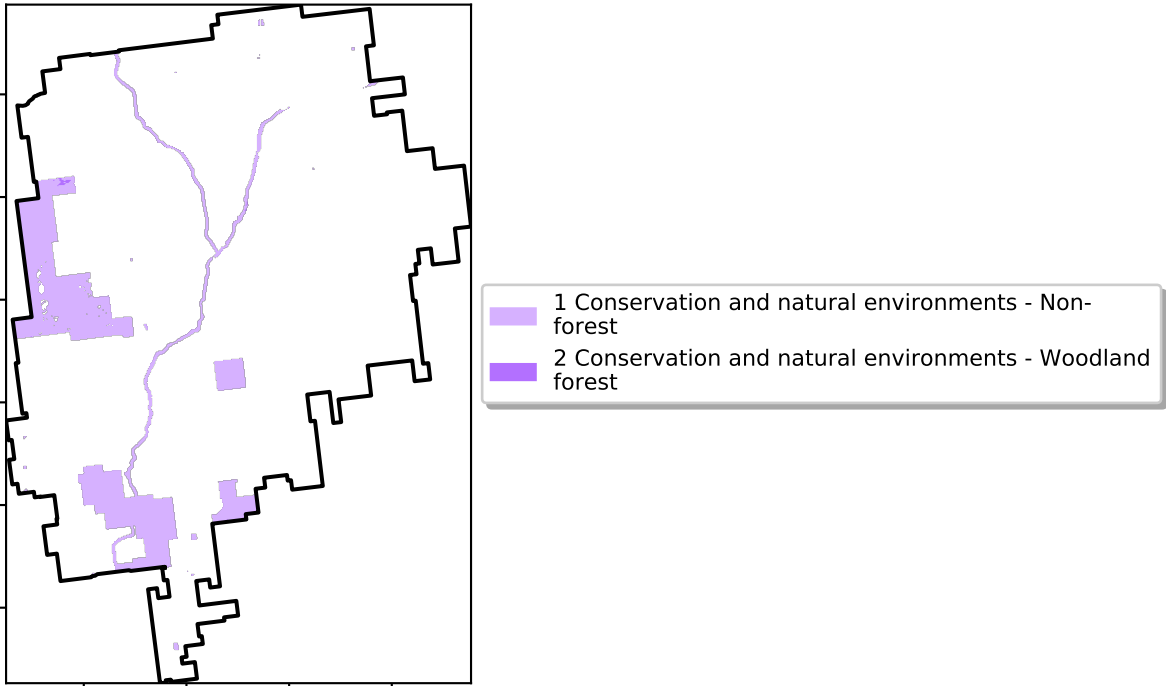 1 Conservation and natural environments - Non-
forest
2 Conservation and natural environments - Woodland
forest